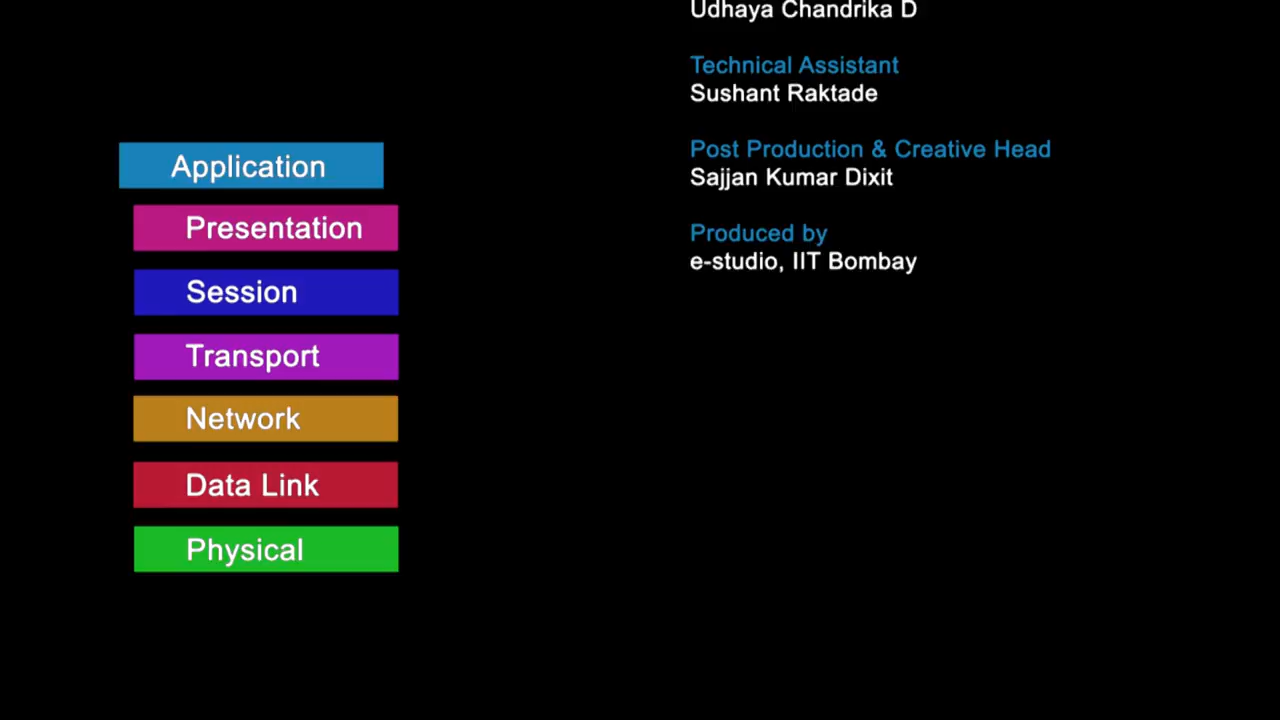 Application
Presentation
Session
Transport
Network
Data Link
Physical
Udhaya Chandrika D
Technical Assistant
Sushant Raktade
Post Production & Creative Head
Sajjan Kumar Dixit
Produced by
e-studio, IIT Bombay